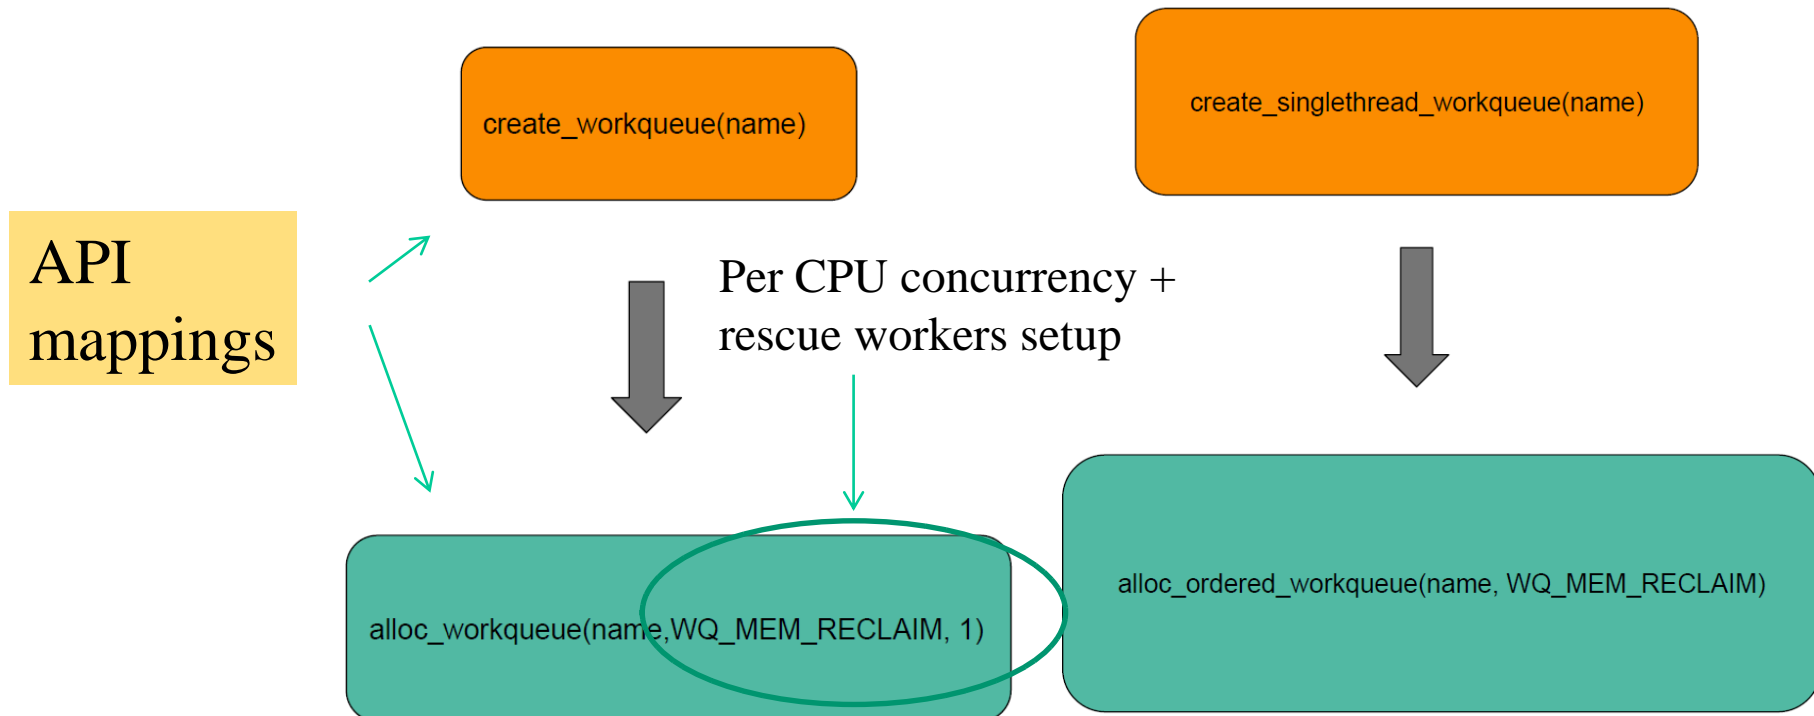 create_workqueue(name)
create_singlethread_workqueue(name)
API
mappings
Per CPU concurrency +
rescue workers setup
alloc_workqueue(name,WQ_MEM_RECLAIM, 1)
alloc_ordered_workqueue(name, WQ_MEM_RECLAIM)